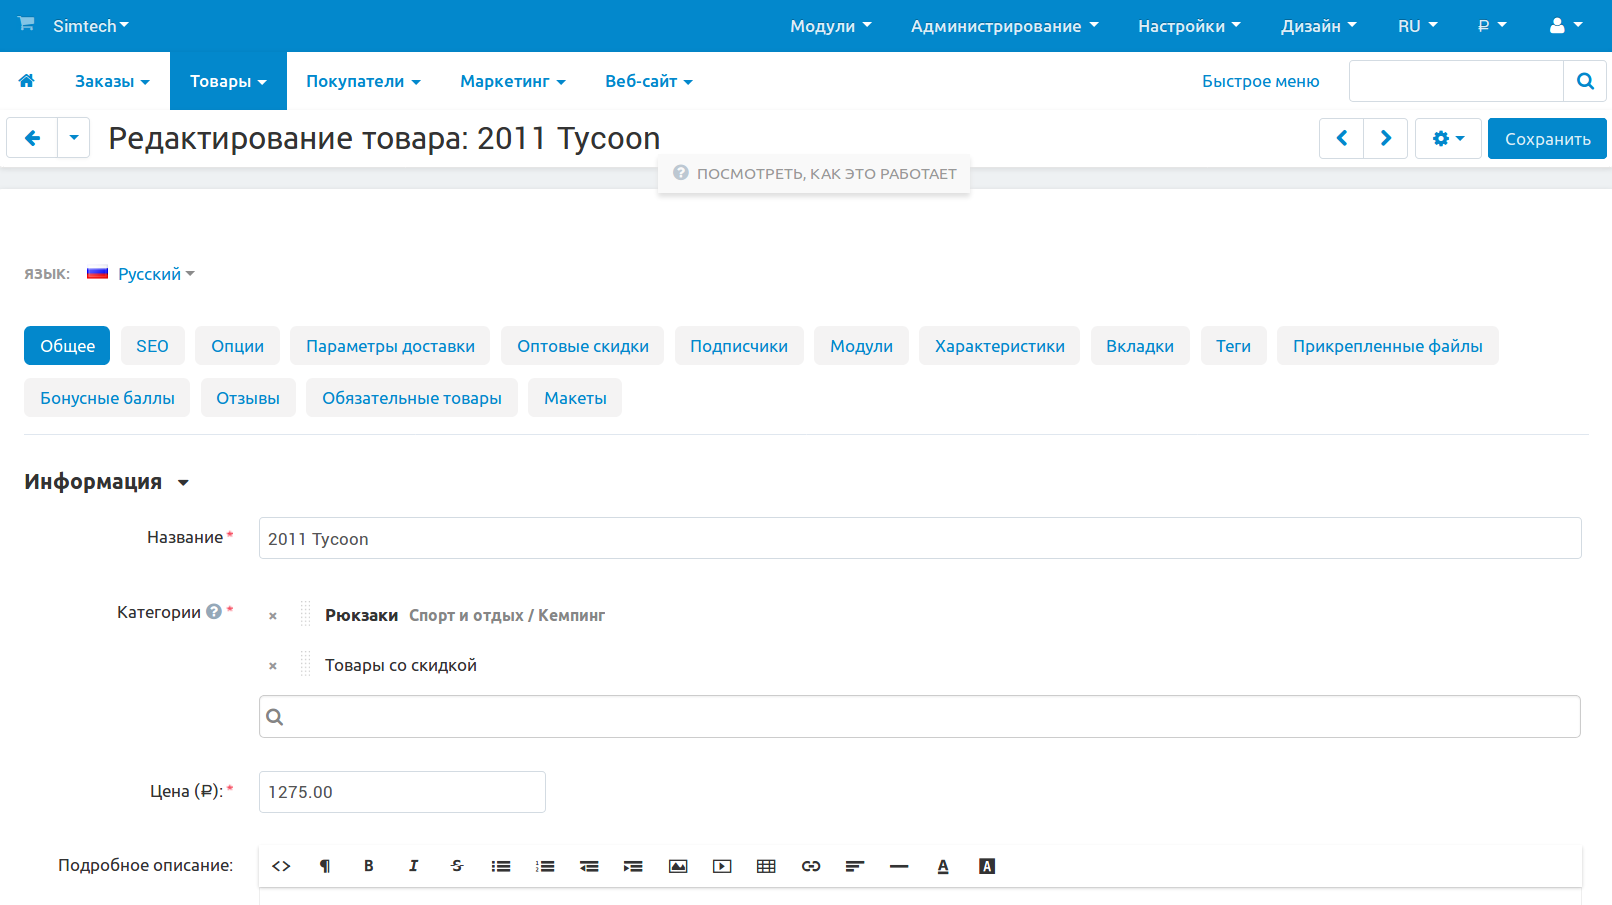 Simtech Модули Администрирование Настройки Дизайн RU ₽
Заказы Товары Покупатели Маркетинг Веб-сайт Быстрое меню
Редактирование товара: 2011 Tycoon Сохранить
ПОСМОТРЕТЬ, КАК ЭТО РАБОТАЕТ
ЯЗЫК: Русский
Общее SEO Опции Параметры доставки Оптовые скидки Подписчики Модули Характеристики Вкладки Теги Прикрепленные файлы
Бонусные баллы Отзывы Обязательные товары Макеты
Информация
Название* 2011 Tycoon
Категории * Рюкзаки Спорт и отдых / Кемпинг
Товары со скидкой
Цена (₽):* 1275.00
Подробное описание: